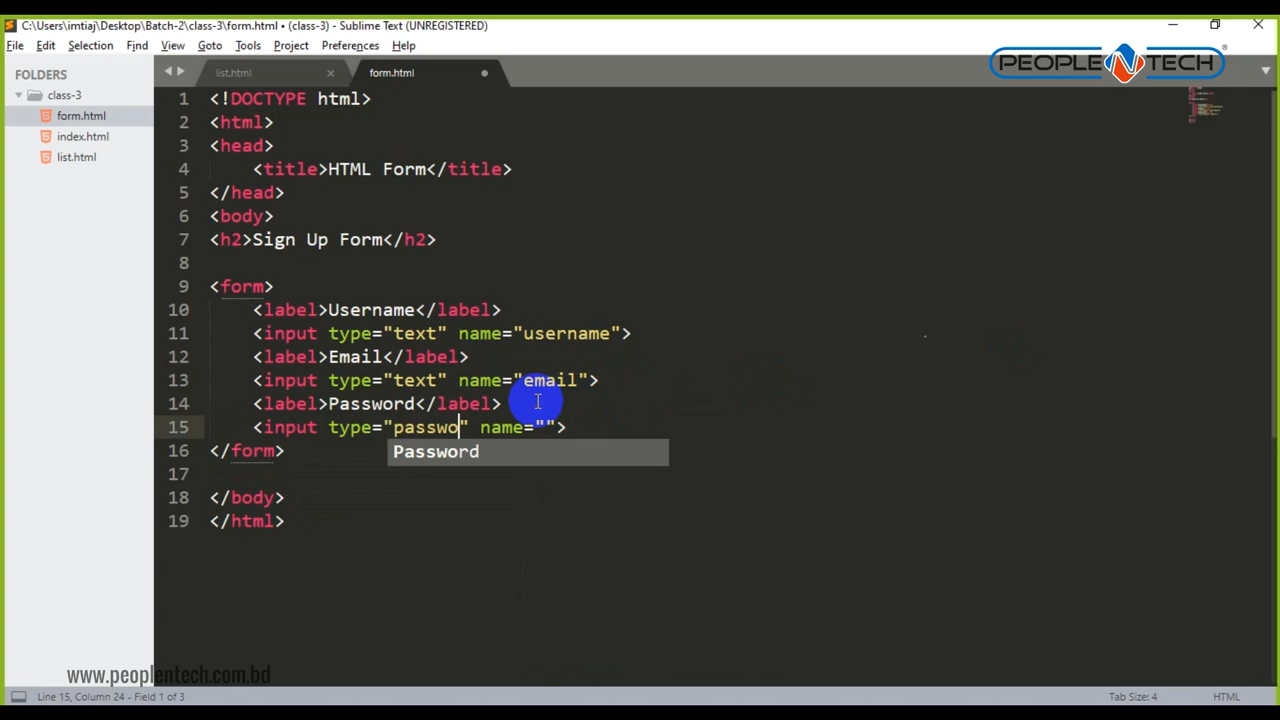 C:\Users\imtiaj\Desktop\Batch-2\class-3\form.html • (class-3) - Sublime Text (UNREGISTERED)
File Edit Selection Find View Goto Tools Project Preferences Help
PEOPLE N TECH ®
FOLDERS
class-3
form.html
index.html
list.html
list.html × form.html
1 <!DOCTYPE html>
2 <html>
3 <head>
4 <title>HTML Form</title>
5 </head>
6 <body>
7 <h2>Sign Up Form</h2>
8
9 <form>
10 <label>Username</label>
11 <input type="text" name="username">
12 <label>Email</label>
13 <input type="text" name="email">
14 <label>Password</label>
15 <input type="passwo" name="">
Password
16 </form>
17
18 </body>
19 </html>
www.peoplentech.com.bd
Line 15, Column 24 - Field 1 of 3
Tab Size: 4
HTML